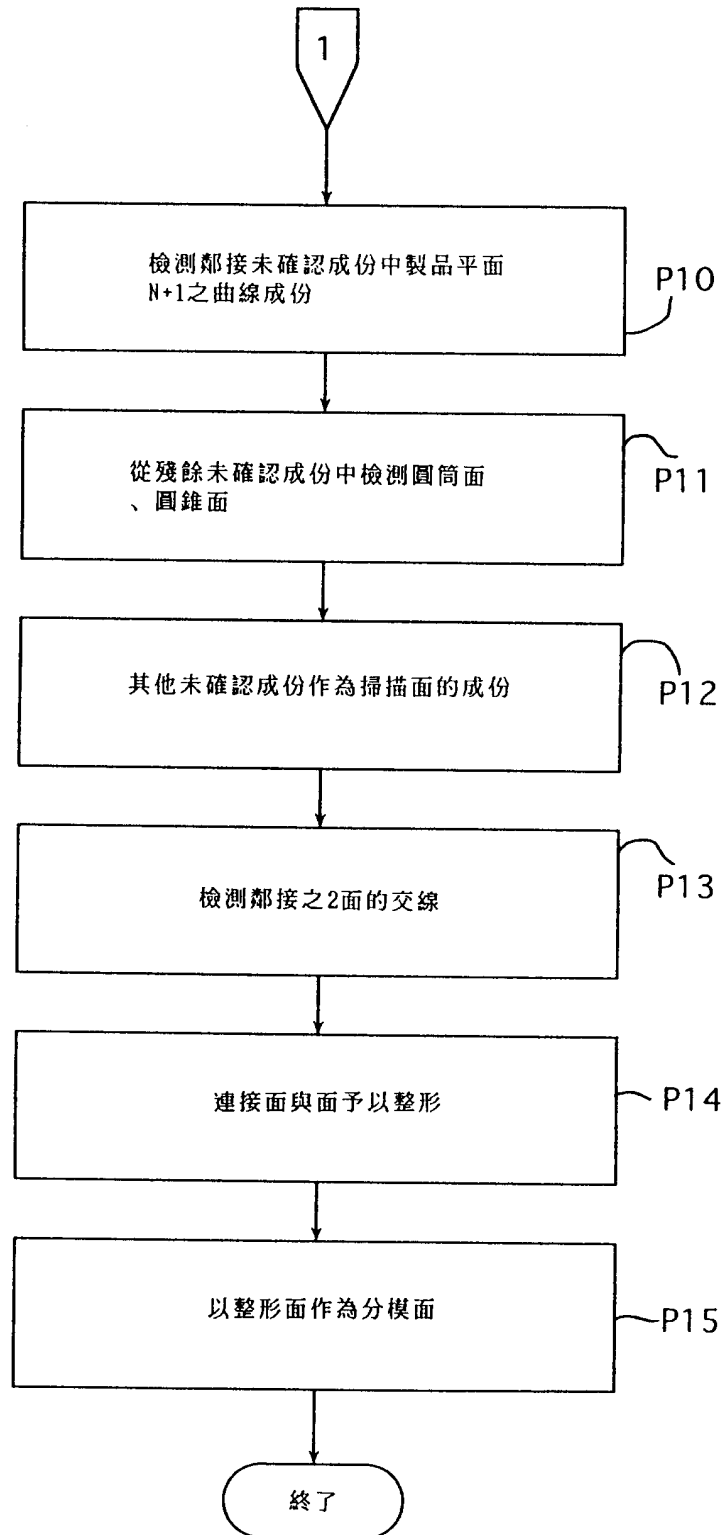 1
檢測鄰接未確認成份中製品平面
N+1之曲線成份
P10
從殘餘未確認成份中檢測圓筒面
、圓錐面
P11
其他未確認成份作為掃描面的成份
P12
檢測鄰接之2面的交線
P13
連接面與面予以整形
P14
以整形面作為分模面
P15
終了